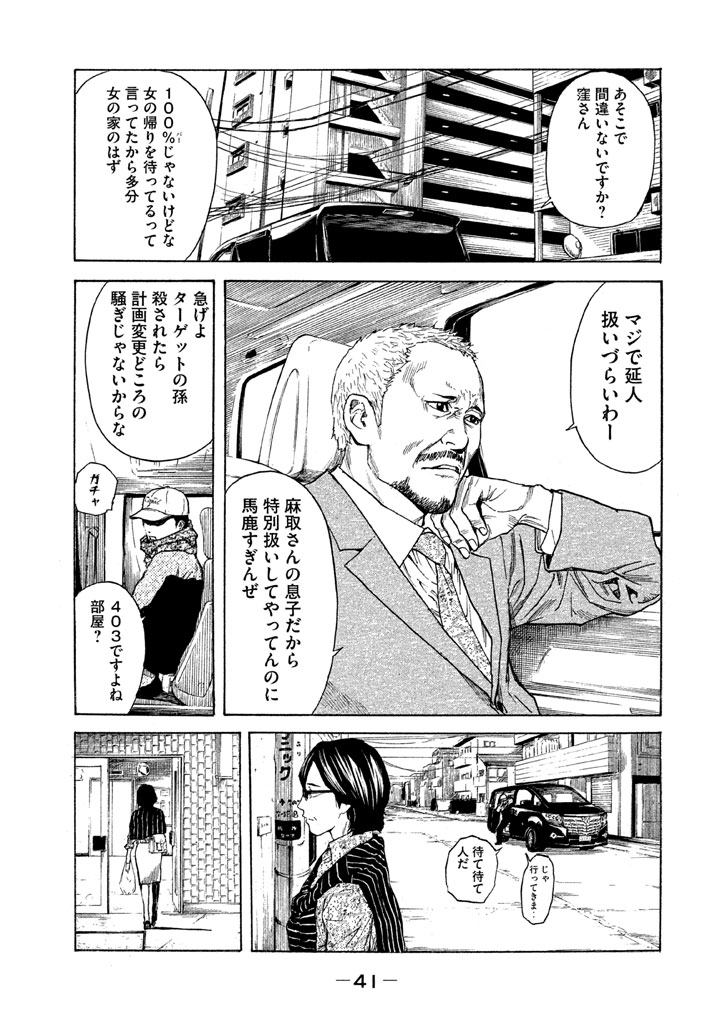 あそこで
間違いないですか?
窪さん
100%じゃないけどな
女の帰りを待ってるって
言ってたから多分
女の家のはず
マジで延人
扱いづらいわー
麻取さんの息子だから
特別扱いしてやってんのに
馬鹿すぎんぜ
急げよ
ターゲットの孫
殺されたら
計画変更どころの
騒ぎじゃないからな
ガチャ
403ですよね
部屋?
じゃ
行ってきま‥
待て待て
人だ
ニック
—41—